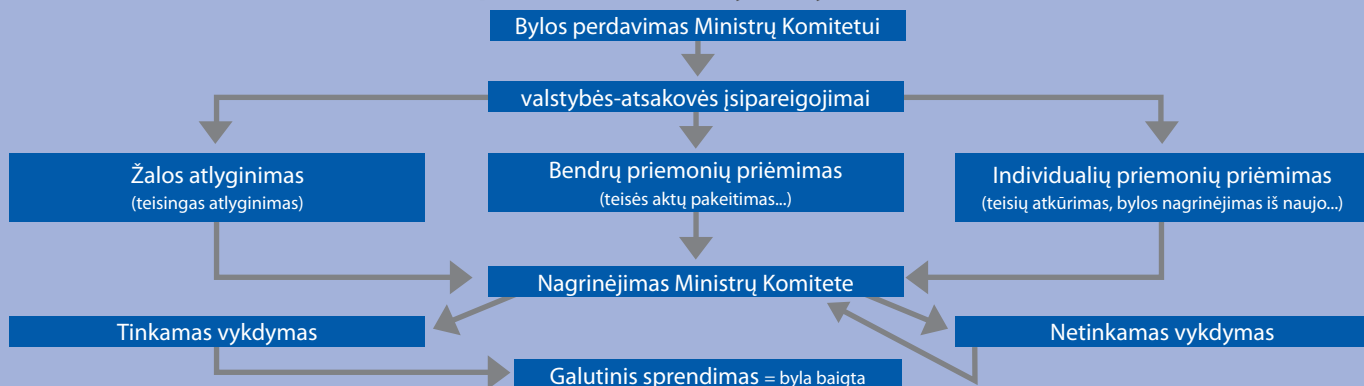 Bylos perdavimas Ministrų Komitetui
valstybės-atsakovės įsipareigojimai
Žalos atlyginimas
(teisingas atlyginimas)
Bendrų priemonių priėmimas
(teisės aktų pakeitimas...)
Individualių priemonių priėmimas
(teisių atkūrimas, bylos nagrinėjimas iš naujo...)
Nagrinėjimas Ministrų Komitete
Tinkamas vykdymas
Netinkamas vykdymas
Galutinis sprendimas = byla baigta